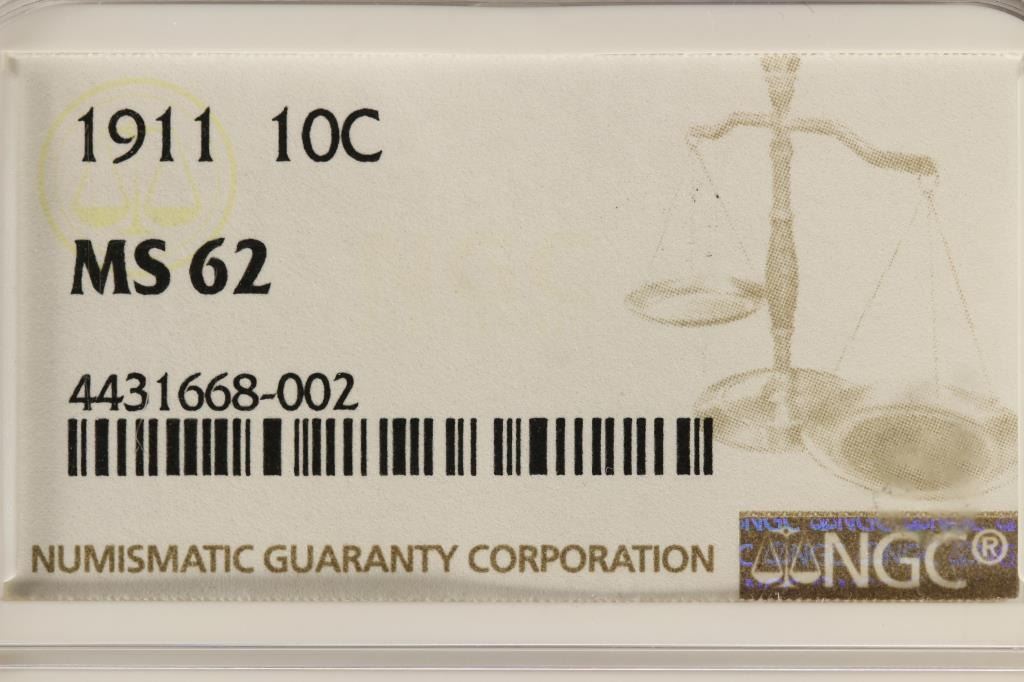 1911 10C
MS 62
4431668-002
NUMISMATIC GUARANTY CORPORATION
NGC®